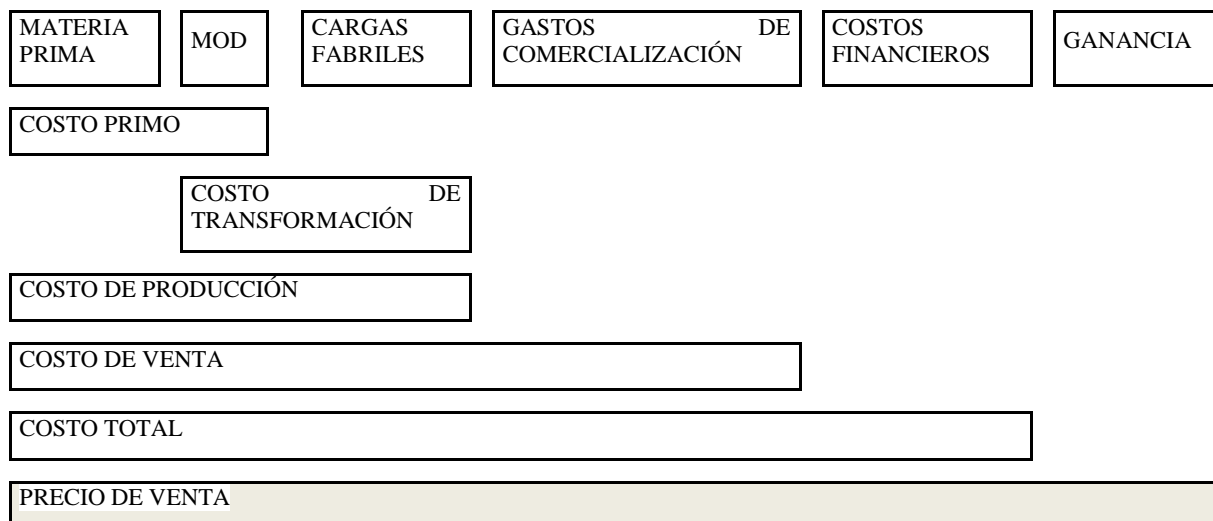 MATERIA
PRIMA
MOD
CARGAS
FABRILES
GASTOS DE
COMERCIALIZACIÓN
COSTOS
FINANCIEROS
GANANCIA
COSTO PRIMO
COSTO DE
TRANSFORMACIÓN
COSTO DE PRODUCCIÓN
COSTO DE VENTA
COSTO TOTAL
PRECIO DE VENTA